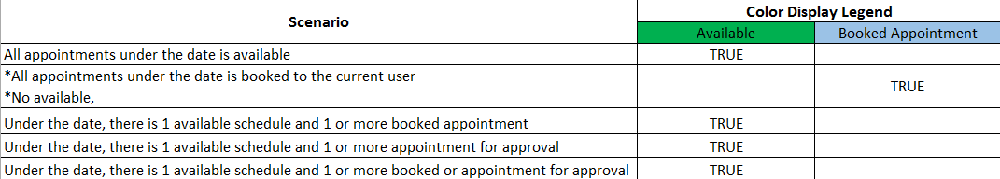 Scenario
Color Display Legend
Available
Booked Appointment
All appointments under the date is available
TRUE
*All appointments under the date is booked to the current user
*No available,
TRUE
Under the date, there is 1 available schedule and 1 or more booked appointment
TRUE
Under the date, there is 1 available schedule and 1 or more appointment for approval
TRUE
Under the date, there is 1 available schedule and 1 or more booked or appointment for approval
TRUE